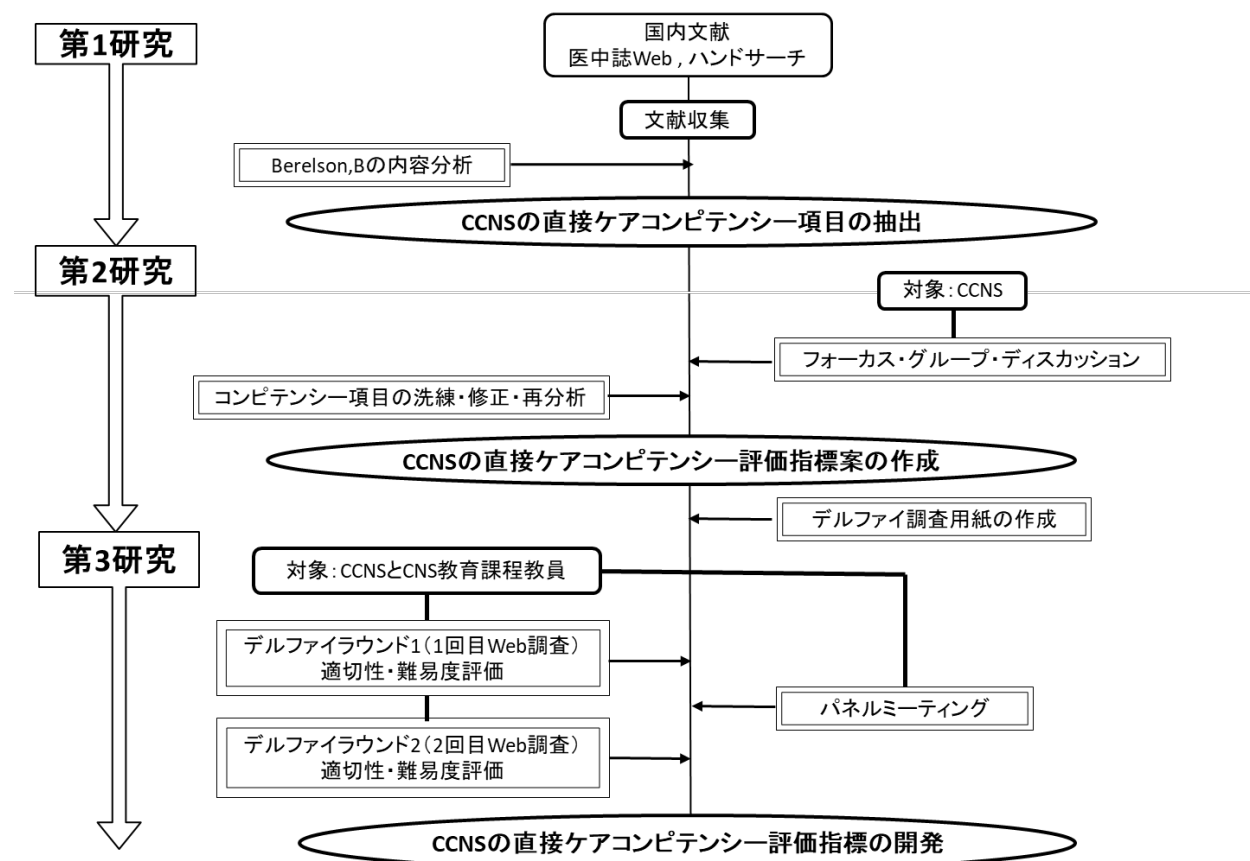 第1研究
国内文献
医中誌Web , ハンドサーチ
文献収集
Berelson,Bの内容分析
CCNSの直接ケアコンピテンシー項目の抽出
第2研究
対象：CCNS
フォーカス・グループ・ディスカッション
コンピテンシー項目の洗練・修正・再分析
CCNSの直接ケアコンピテンシー評価指標案の作成
デルファイ調査用紙の作成
第3研究
対象：CCNSとCNS教育課程教員
デルファイラウンド1（1回目Web調査）
適切性・難易度評価
パネルミーティング
デルファイラウンド2（2回目Web調査）
適切性・難易度評価
CCNSの直接ケアコンピテンシー評価指標の開発